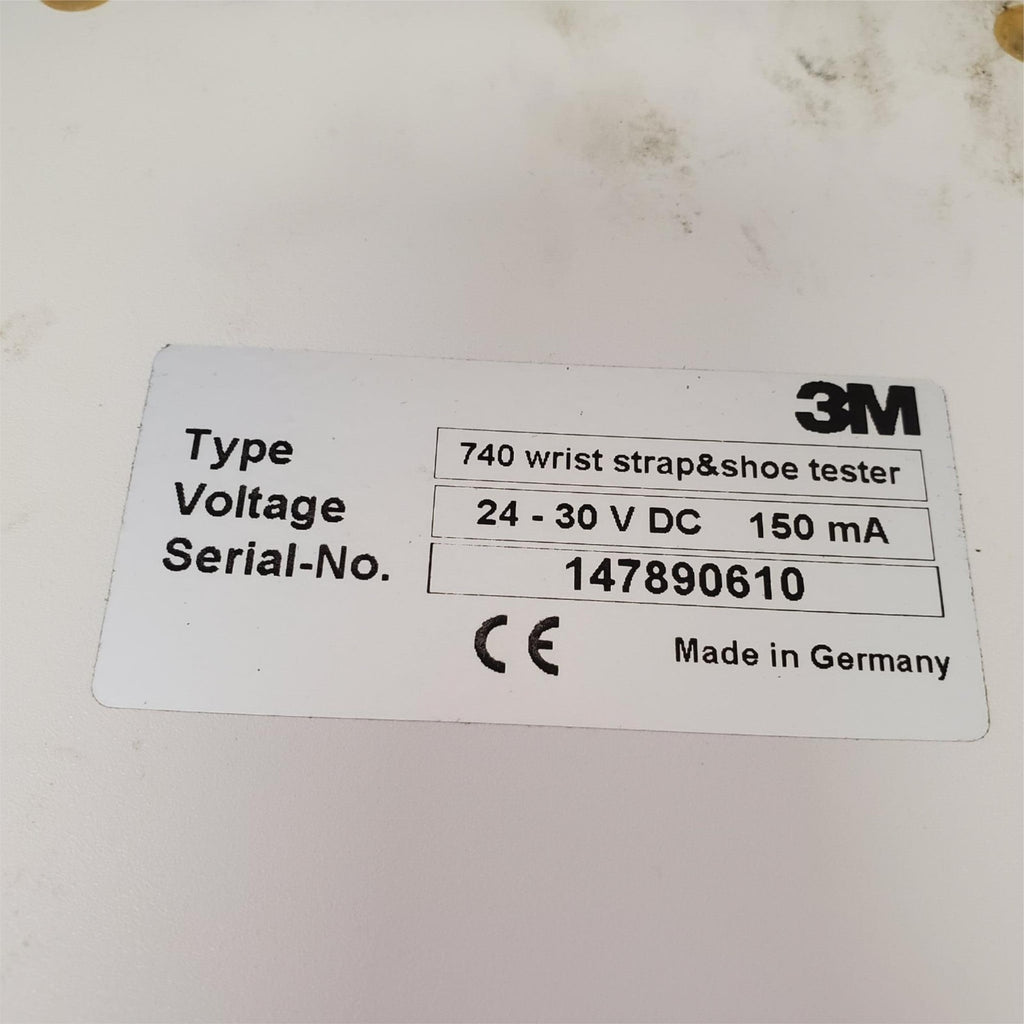 3M
Type 740 wrist strap&shoe tester
Voltage 24 - 30 V DC 150 mA
Serial-No. 147890610
CE Made in Germany